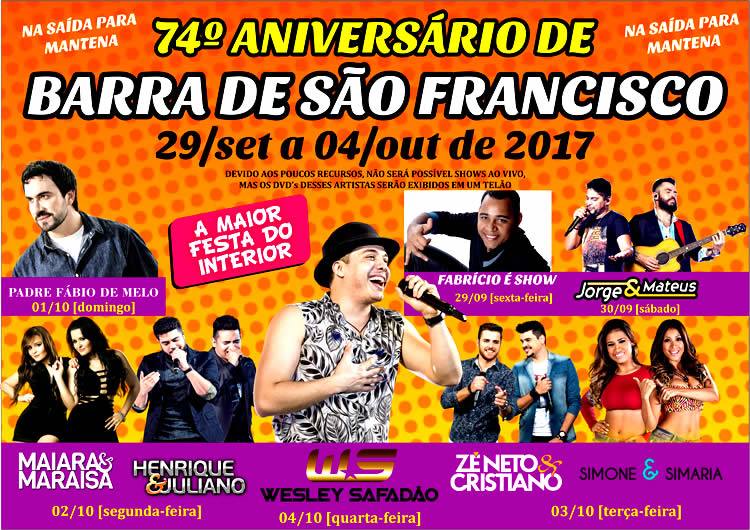 NA SAÍDA PARA
MANTENA
74º ANIVERSÁRIO DE
NA SAÍDA PARA
MANTENA
BARRA DE SÃO FRANCISCO
29/set a 04/out de 2017
DEVIDO AOS POUCOS RECURSOS, NÃO SERÁ POSSÍVEL SHOWS AO VIVO,
MAS OS DVD's DESSES ARTISTAS SERÃO EXIBIDOS EM UM TELÃO
A MAIOR
FESTA DO
INTERIOR
PADRE FÁBIO DE MELO
01/10 [domingo]
FABRÍCIO É SHOW
29/09 [sexta-feira]
Jorge & Mateus
30/09 [sábado]
MAIARA &
MARAISA
HENRIQUE
& JULIANO
02/10 [segunda-feira]
WS
WESLEY SAFADÃO
04/10 [quarta-feira]
ZÉ NETO &
CRISTIANO
SIMONE & SIMARIA
03/10 [terça-feira]